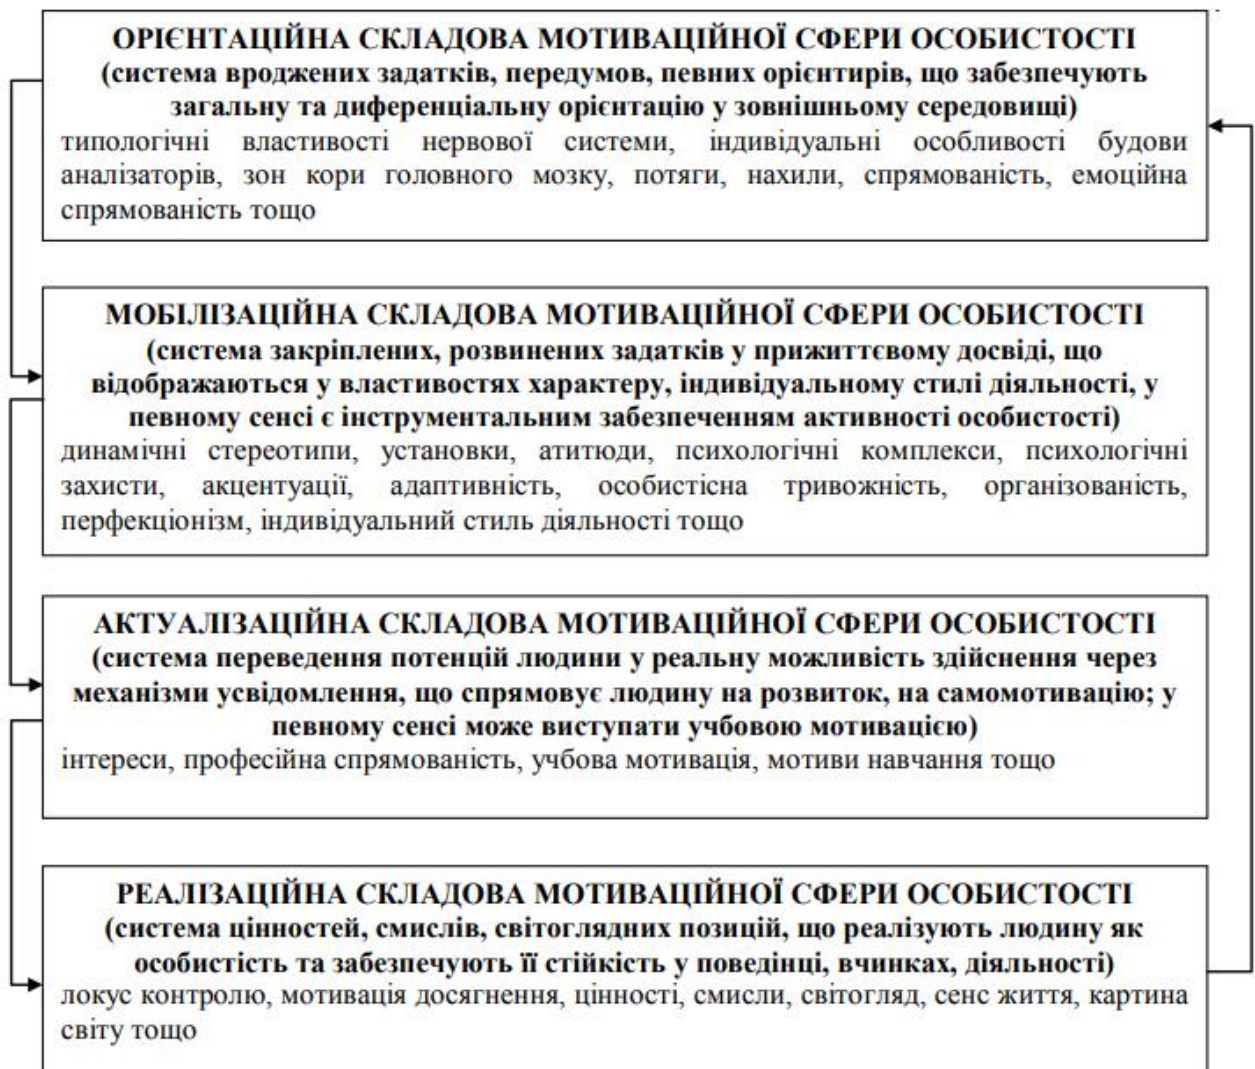 ОРІЄНТАЦІЙНА СКЛАДОВА МОТИВАЦІЙНОЇ СФЕРИ ОСОБИСТОСТІ
(система вроджених задатків, передумов, певних орієнтирів, що забезпечують
загальну та диференціальну орієнтацію у зовнішньому середовищі)
типологічні властивості нервової системи, індивідуальні особливості будови
аналізаторів, зон кори головного мозку, потяги, нахили, спрямованість, емоційна
спрямованість тощо
МОБІЛІЗАЦІЙНА СКЛАДОВА МОТИВАЦІЙНОЇ СФЕРИ ОСОБИСТОСТІ
(система закріплених, розвинених задатків у прижиттєвому досвіді, що
відображаються у властивостях характеру, індивідуальному стилі діяльності, у
певному сенсі є інструментальним забезпеченням активності особистості)
динамічні стереотипи, установки, атитюди, психологічні комплекси, психологічні
захисти, акцентуації, адаптивність, особистісна тривожність, організованість,
перфекціонізм, індивідуальний стиль діяльності тощо
АКТУАЛІЗАЦІЙНА СКЛАДОВА МОТИВАЦІЙНОЇ СФЕРИ ОСОБИСТОСТІ
(система переведення потенцій людини у реальну можливість здійснення через
механізми усвідомлення, що спрямовує людину на розвиток, на самомотивацію; у
певному сенсі може виступати учбовою мотивацією)
інтереси, професійна спрямованість, учбова мотивація, мотиви навчання тощо
РЕАЛІЗАЦІЙНА СКЛАДОВА МОТИВАЦІЙНОЇ СФЕРИ ОСОБИСТОСТІ
(система цінностей, смислів, світоглядних позицій, що реалізують людину як
особистість та забезпечують її стійкість у поведінці, вчинках, діяльності)
локус контролю, мотивація досягнення, цінності, смисли, світогляд, сенс життя, картина
світу тощо